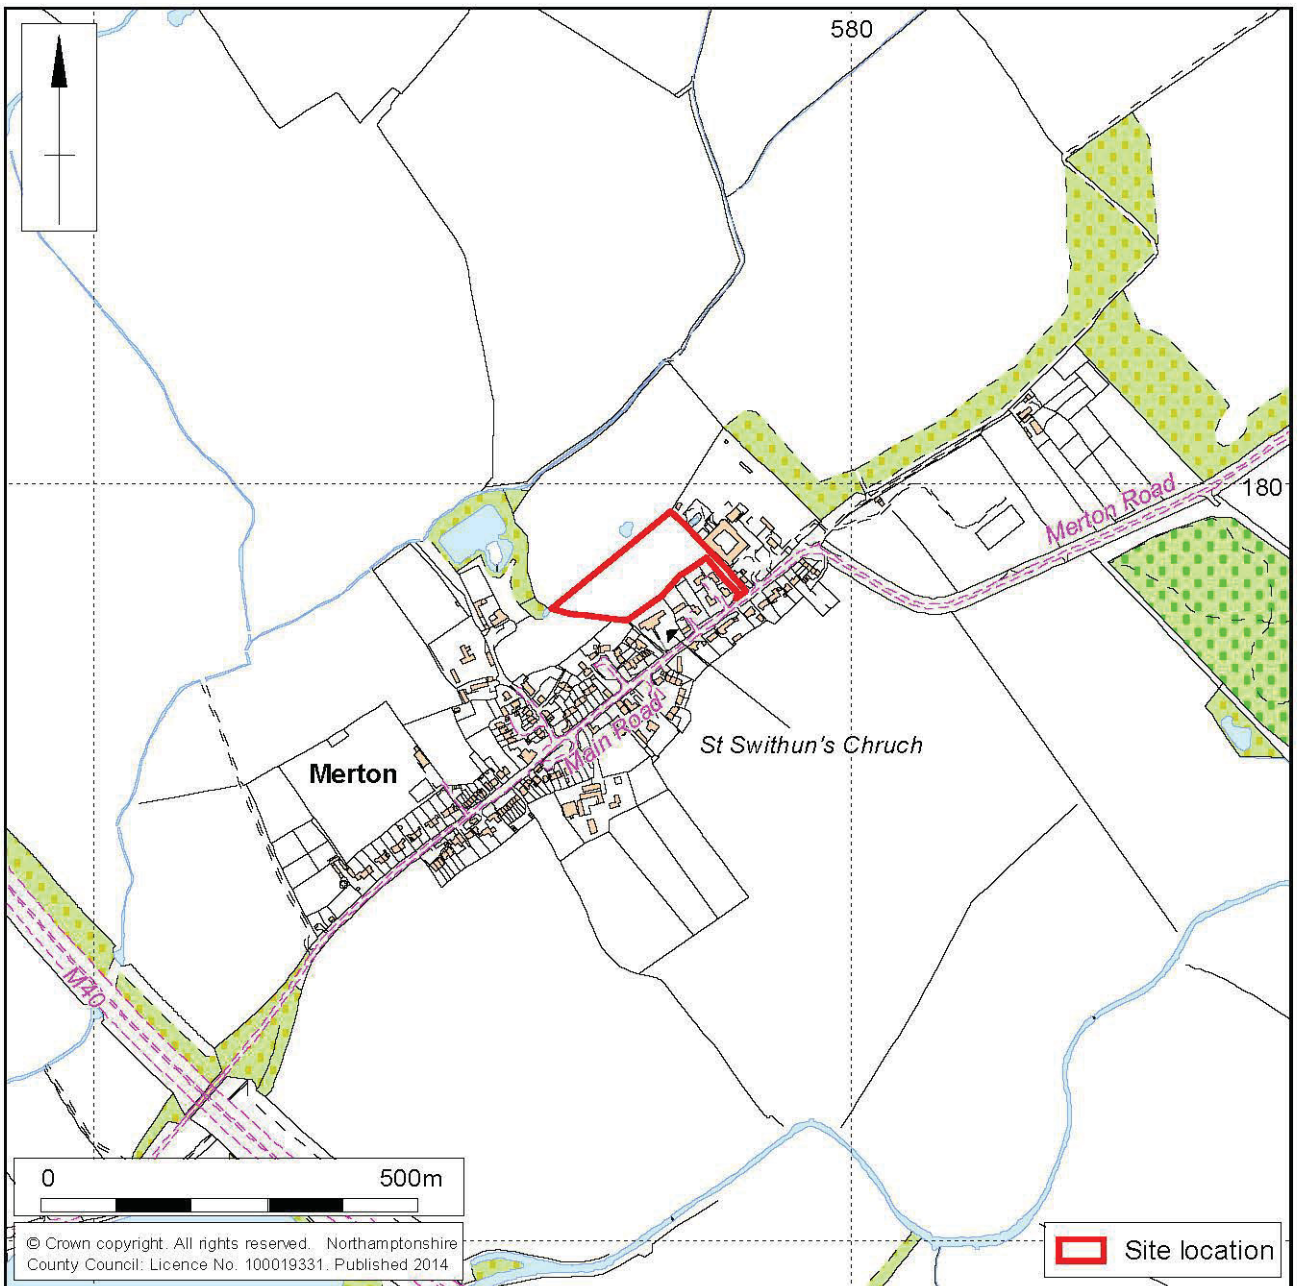 580
180
Merton Road
St Swithun's Chruch
Main Road
Merton
M40
0 500m
© Crown copyright. All rights reserved. Northamptonshire
County Council: Licence No. 100019331. Published 2014
Site location